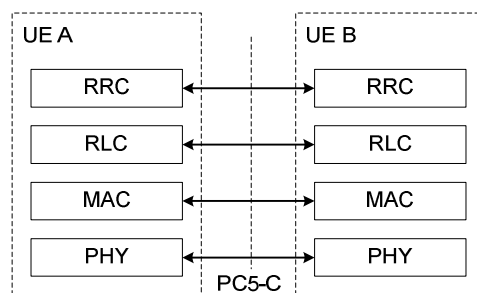 UE A UE B
RRC RRC
RLC RLC
MAC MAC
PHY PHY
PC5-C